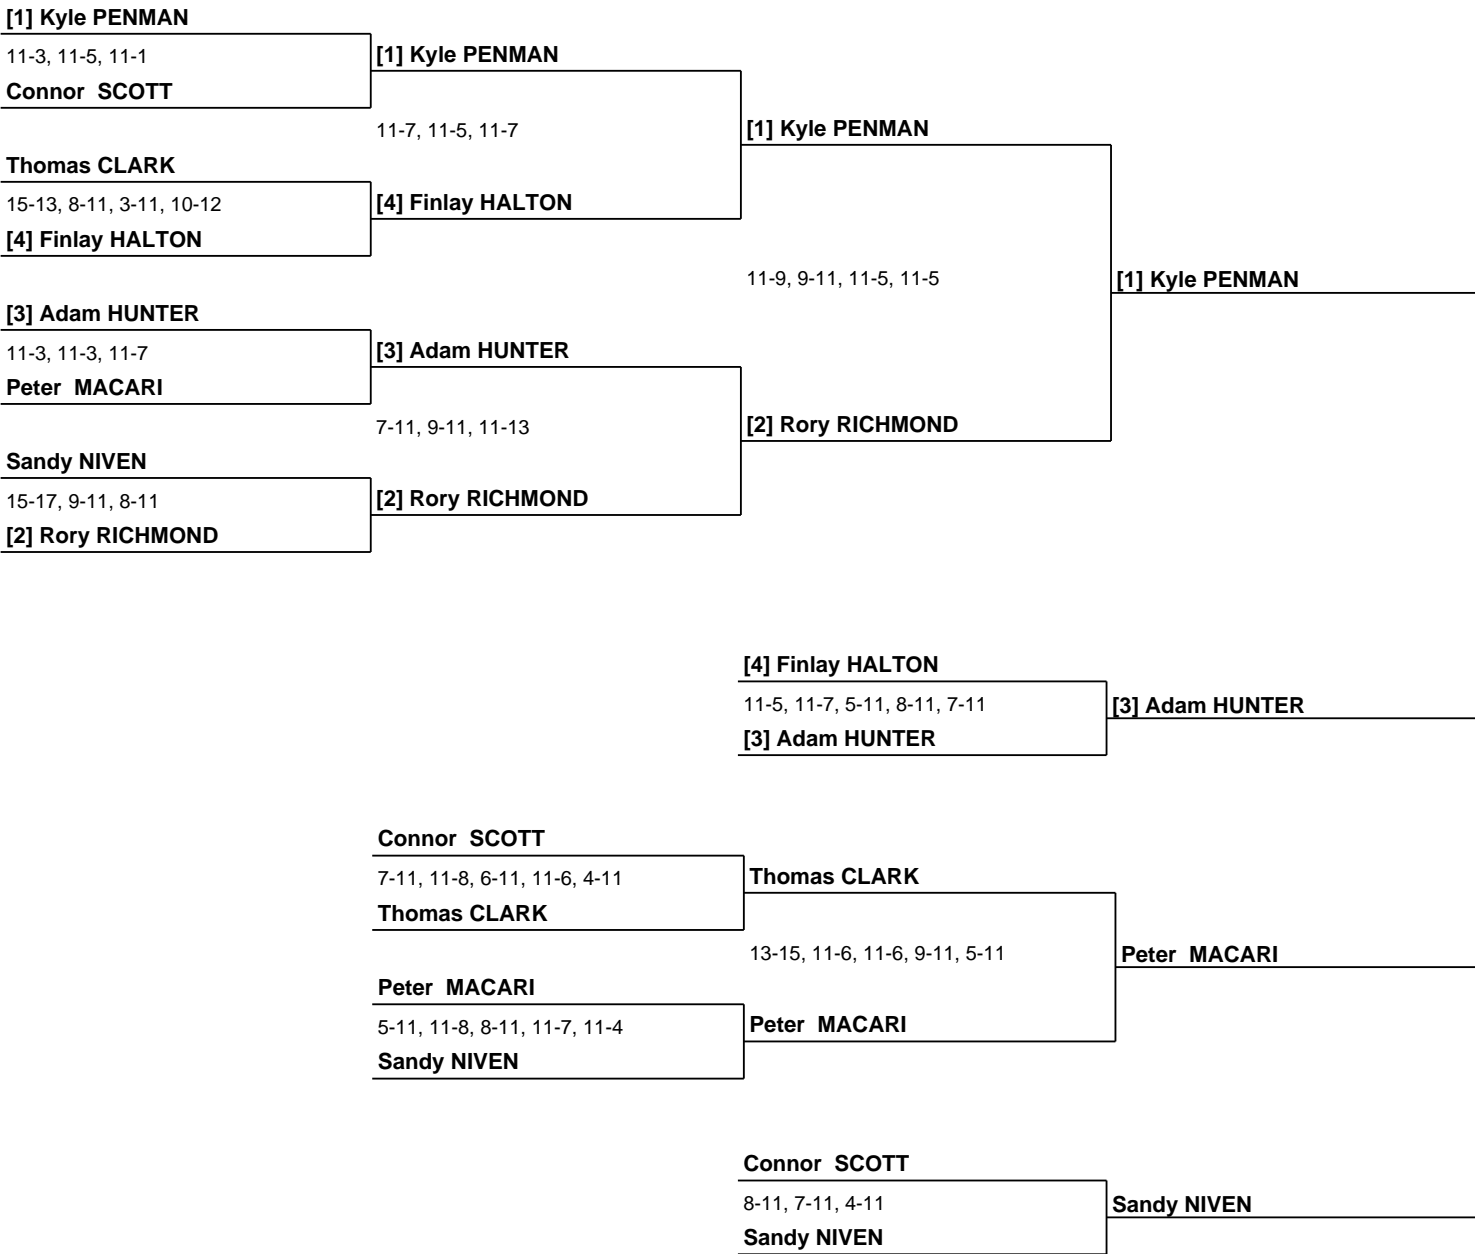 [1] Kyle PENMAN
11-3, 11-5, 11-1
[1] Kyle PENMAN
Connor  SCOTT
11-7, 11-5, 11-7
[1] Kyle PENMAN
Thomas CLARK
15-13, 8-11, 3-11, 10-12
[4] Finlay HALTON
[4] Finlay HALTON
11-9, 9-11, 11-5, 11-5
[1] Kyle PENMAN
[3] Adam HUNTER
11-3, 11-3, 11-7
[3] Adam HUNTER
Peter  MACARI
7-11, 9-11, 11-13
[2] Rory RICHMOND
Sandy NIVEN
15-17, 9-11, 8-11
[2] Rory RICHMOND
[2] Rory RICHMOND
[4] Finlay HALTON
11-5, 11-7, 5-11, 8-11, 7-11
[3] Adam HUNTER
[3] Adam HUNTER
Connor  SCOTT
7-11, 11-8, 6-11, 11-6, 4-11
Thomas CLARK
Thomas CLARK
13-15, 11-6, 11-6, 9-11, 5-11
Peter  MACARI
Peter  MACARI
5-11, 11-8, 8-11, 11-7, 11-4
Peter  MACARI
Sandy NIVEN
Connor  SCOTT
8-11, 7-11, 4-11
Sandy NIVEN
Sandy NIVEN